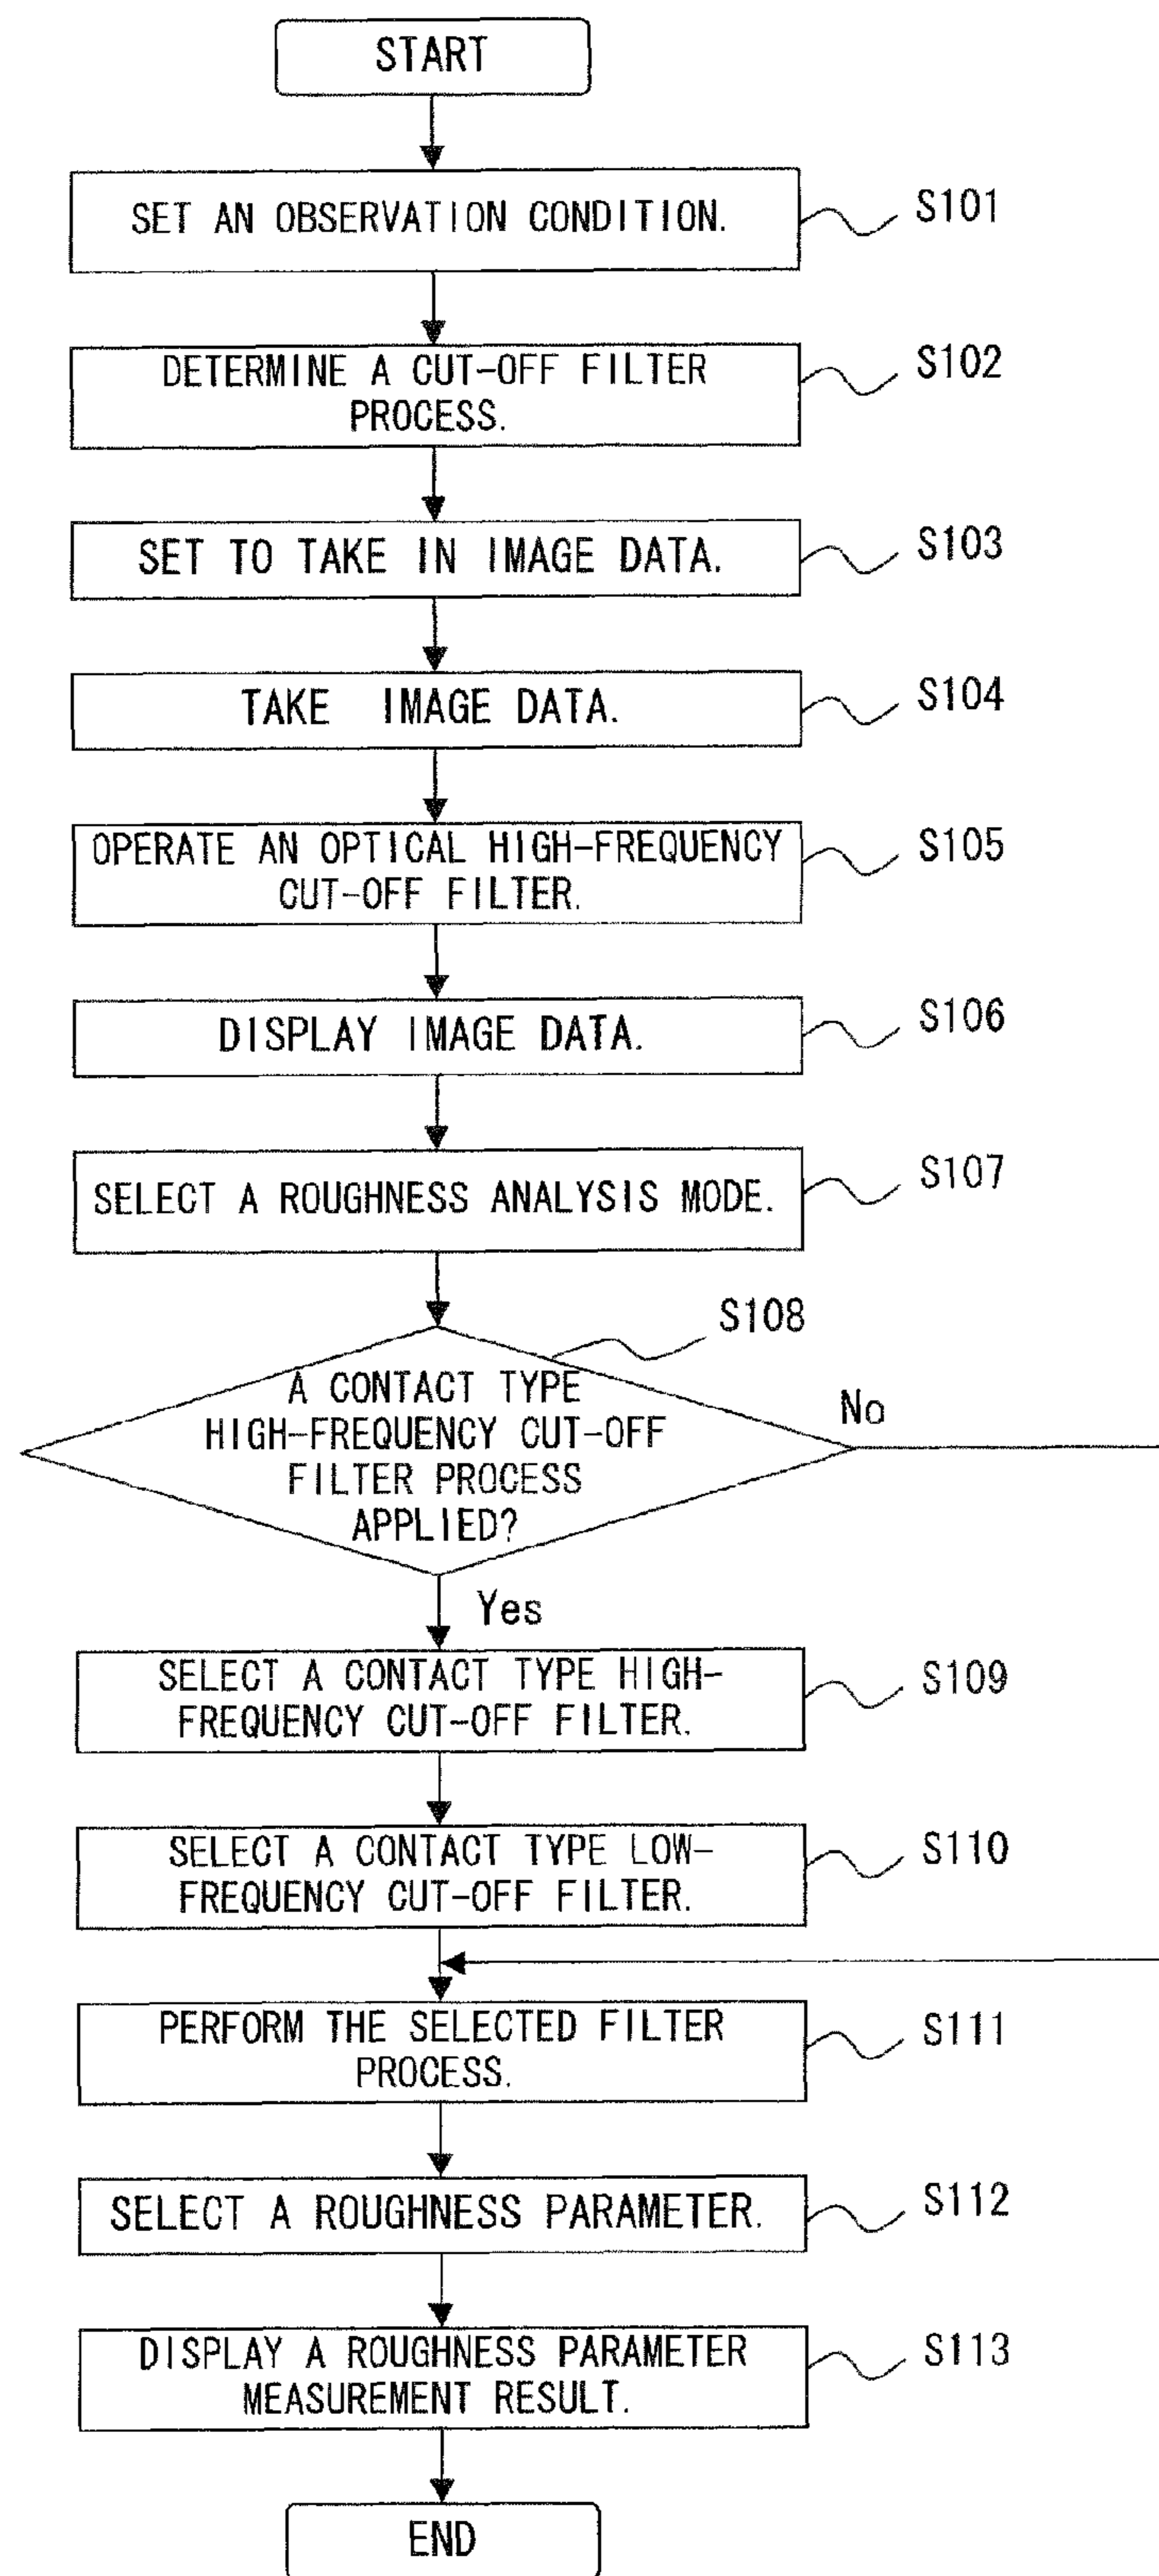 START
SET AN OBSERVATION CONDITION.
S101
DETERMINE A CUT-OFF FILTER
PROCESS.
S102
SET TO TAKE IN IMAGE DATA.
S103
TAKE IMAGE DATA.
S104
OPERATE AN OPTICAL HIGH-FREQUENCY
CUT-OFF FILTER.
S105
DISPLAY IMAGE DATA.
S106
SELECT A ROUGHNESS ANALYSIS MODE.
S107
S108
A CONTACT TYPE
HIGH-FREQUENCY CUT-OFF
FILTER PROCESS
APPLIED?
No
Yes
SELECT A CONTACT TYPE HIGH-
FREQUENCY CUT-OFF FILTER.
S109
SELECT A CONTACT TYPE LOW-
FREQUENCY CUT-OFF FILTER.
S110
PERFORM THE SELECTED FILTER
PROCESS.
S111
SELECT A ROUGHNESS PARAMETER.
S112
DISPLAY A ROUGHNESS PARAMETER
MEASUREMENT RESULT.
S113
END